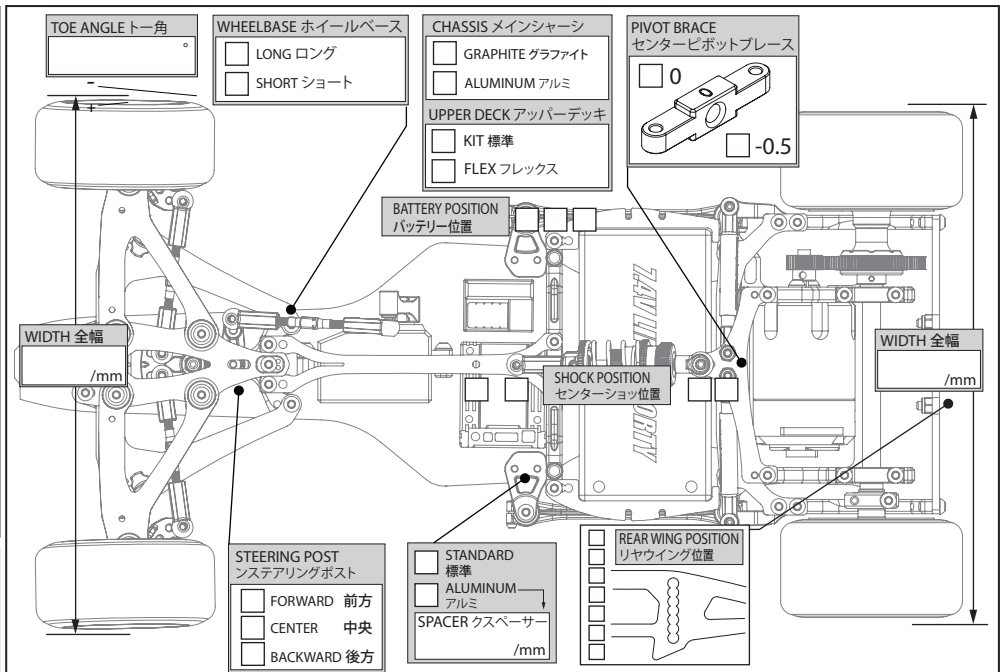 TOE ANGLE トー角
°
-
+
WHEELBASE ホイールベース
LONG ロング
SHORT ショート
CHASSIS メインシャーシ
GRAPHITE グラファイト
ALUMINUM アルミ
UPPER DECK アッパーデッキ
KIT 標準
FLEX フレックス
PIVOT BRACE
センターピボットブレース
0
-0.5
BATTERY POSITION
バッテリー位置
WIDTH 全幅
/mm
SHOCK POSITION
センターショッ位置
WIDTH 全幅
/mm
STEERING POST
ンステアリングポスト
FORWARD 前方
CENTER 中央
BACKWARD 後方
STANDARD
標準
ALUMINUM
アルミ
SPACER クスペーサー
/mm
REAR WING POSITION
リヤウイング位置